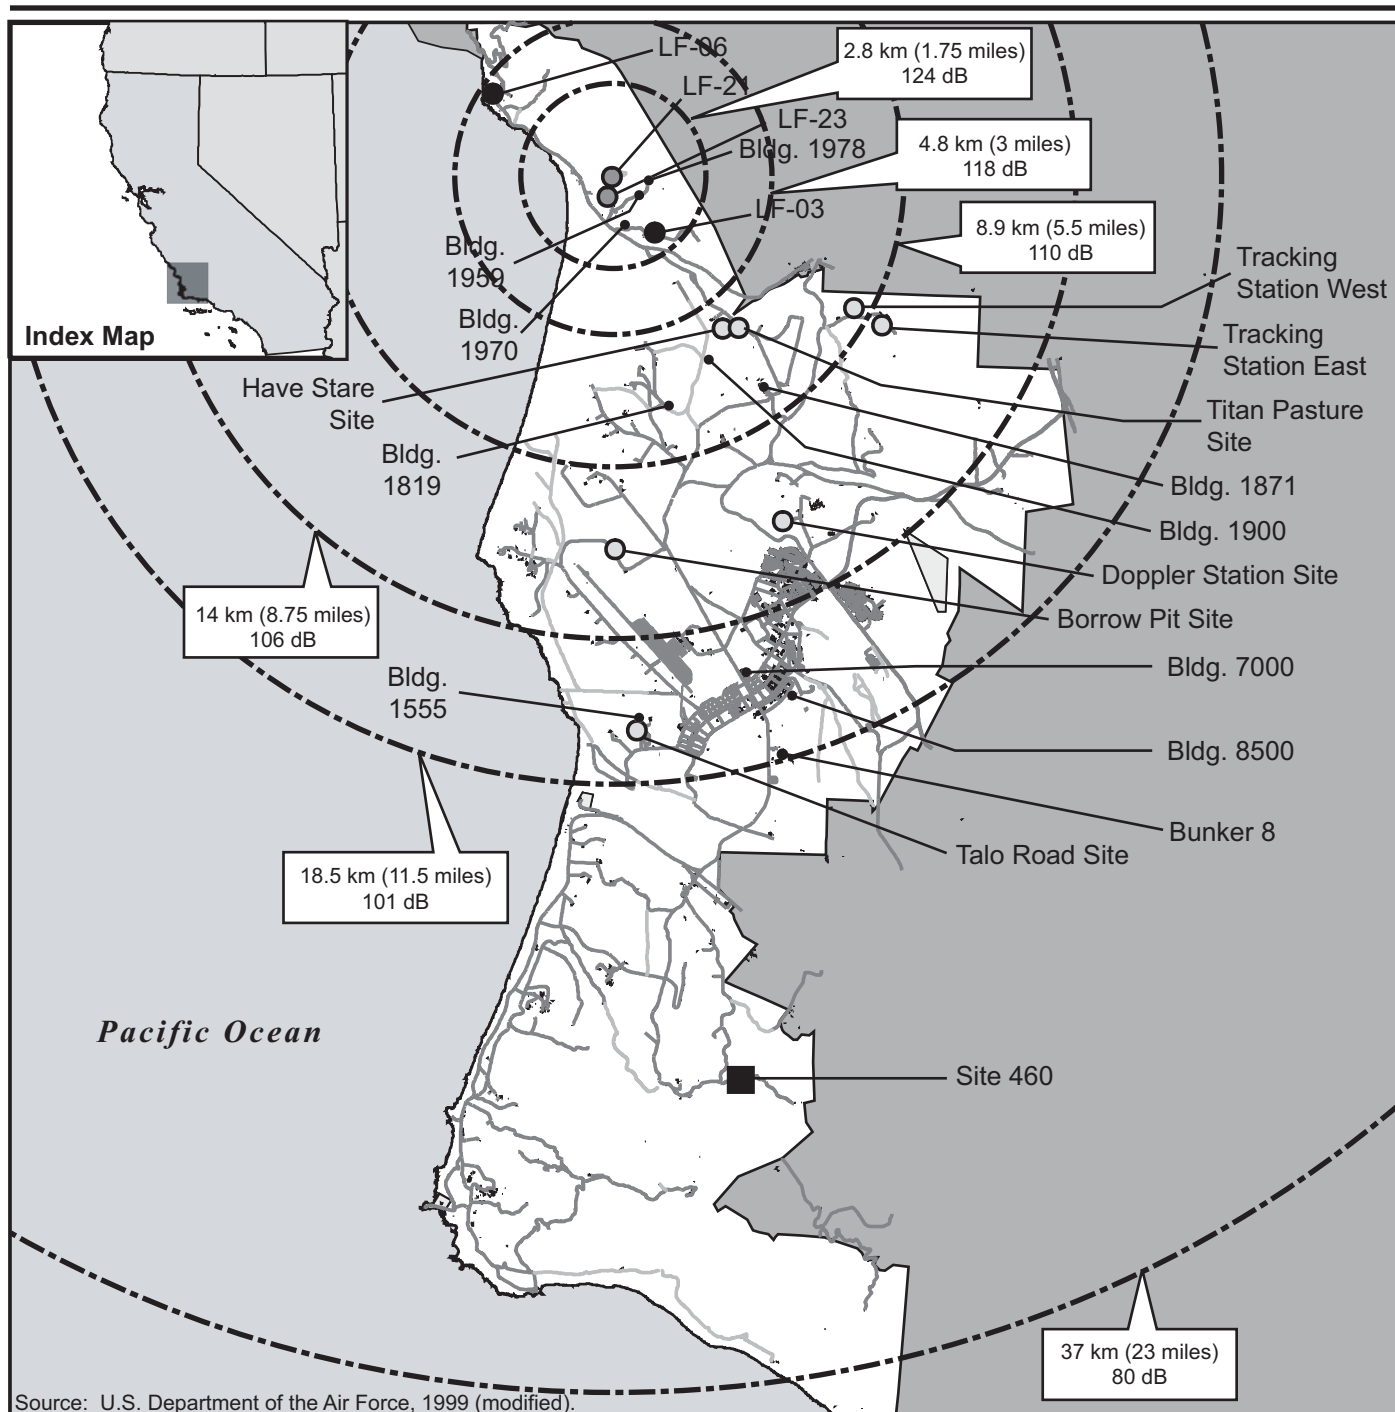 LF-06
2.8 km (1.75 miles)
124 dB
LF-21
LF-23
Bldg. 1978
4.8 km (3 miles)
118 dB
LF-03
8.9 km (5.5 miles)
110 dB
Bldg.
1959
Tracking
Station West
Bldg.
1970
Index Map
Tracking
Station East
Have Stare
Site
Titan Pasture
Site
Bldg.
1819
Bldg. 1871
Bldg. 1900
Doppler Station Site
14 km (8.75 miles)
106 dB
Borrow Pit Site
Bldg. 7000
Bldg.
1555
Bldg. 8500
Bunker 8
Talo Road Site
18.5 km (11.5 miles)
101 dB
Pacific Ocean
Site 460
37 km (23 miles)
80 dB
Source: U.S. Department of the Air Force, 1999 (modified).